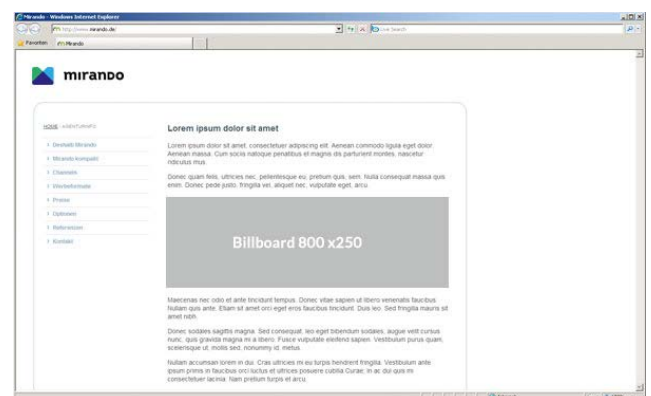 Mirando - Windows Internet Explorer
http://www.mirando.de/
Live Search
Favoriten
Mirando
mirando
HOME
Deshalb Mirando
Mirando kompakt
Channels
Werbeformate
Presse
Optionen
Referenzen
Kontakt
Lorem ipsum dolor sit amet
Lorem ipsum dolor sit amet, consectetuer adipiscing elit. Aenean commodo ligula eget dolor.
Aenean massa. Cum sociis natoque penatibus et magnis dis parturient montes, nascetur
ridiculus mus.
Donec quam felis, ultricies nec, pellentesque eu, pretium quis, sem. Nulla consequat massa quis
enim. Donec pede justo, fringilla vel, aliquet nec, vulputate eget, arcu.
Billboard 800 x250
Maecenas nec odio et ante tincidunt tempus. Donec vitae sapien ut libero venenatis faucibus.
Nullam quis ante. Etiam sit amet orci eget eros faucibus tincidunt. Duis leo. Sed fringilla mauris sit
amet nibh.
Donec sodales sagittis magna. Sed consequat, leo eget bibendum sodales, augue velit cursus
nunc, quis gravida magna mi a libero. Fusce vulputate eleifend sapien. Vestibulum purus quam,
scelerisque ut, mollis sed, nonummy id, metus.
Nullam accumsan lorem in dui. Cras ultricies mi eu turpis hendrerit fringilla. Vestibulum ante
ipsum primis in faucibus orci luctus et ultrices posuere cubilia Curae; In ac dui quis mi
consectetuer lacinia. Nam pretium turpis et arcu.